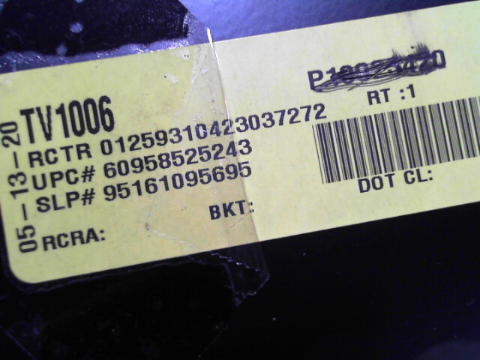 05-13-20
TV1006
RCTR 01259310423037272
UPC# 60958525243
SLP# 95161095695
RCRA:
BKT:
RT :1
DOT CL: